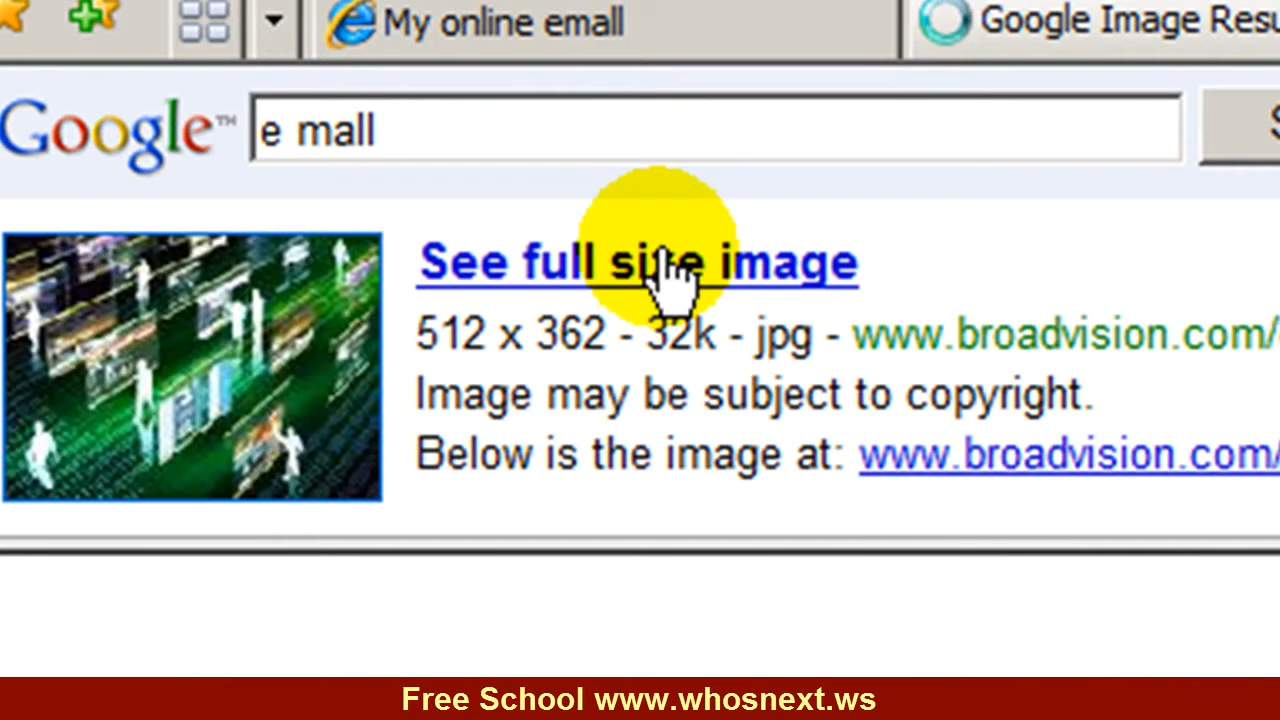 My online emall
Google Image Resu
Google™
e mall
S
See full size image
512 x 362 - 32k - jpg - www.broadvision.com/
Image may be subject to copyright.
Below is the image at: www.broadvision.com/
Free School www.whosnext.ws